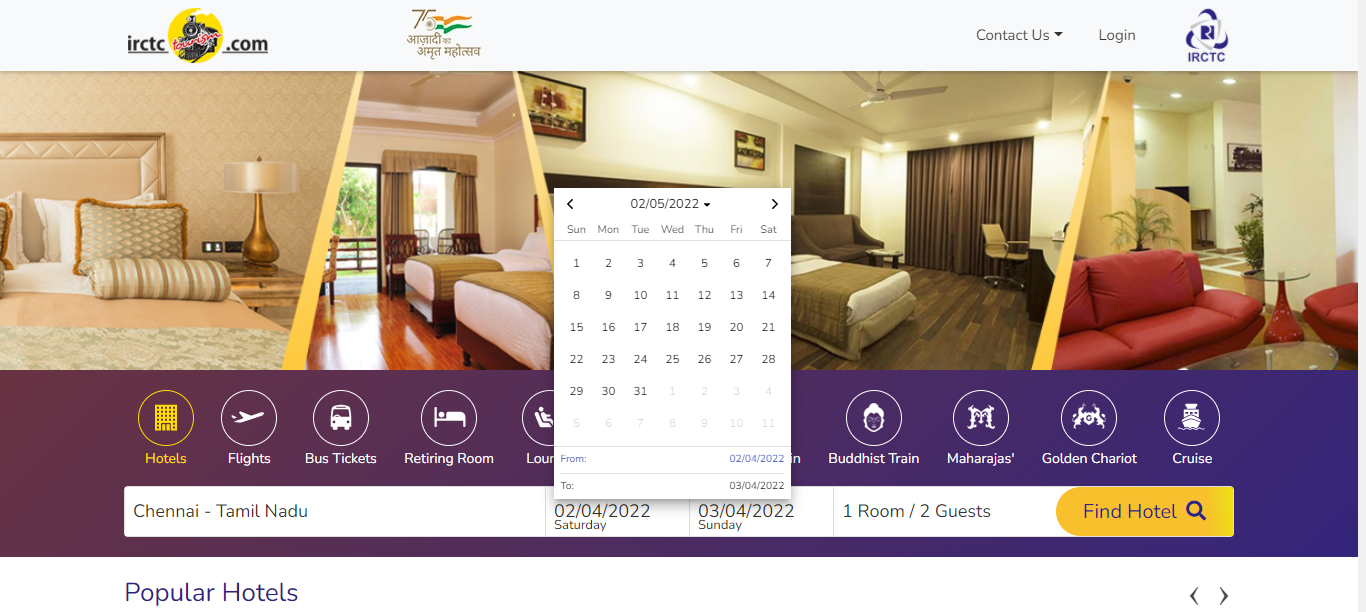 irctc tourism .com
75
आज़ादी का
अमृत महोत्सव
Contact Us
Login
IRCTC
02/05/2022
Sun Mon Tue Wed Thu Fri Sat
1 2 3 4 5 6 7
8 9 10 11 12 13 14
15 16 17 18 19 20 21
22 23 24 25 26 27 28
29 30 31 1 2 3 4
5 6 7 8 9 10 11
From: 02/04/2022
To: 03/04/2022
Hotels
Flights
Bus Tickets
Retiring Room
Buddhist Train
Maharajas'
Golden Chariot
Cruise
Chennai - Tamil Nadu
02/04/2022
Saturday
03/04/2022
Sunday
1 Room / 2 Guests
Find Hotel
Popular Hotels